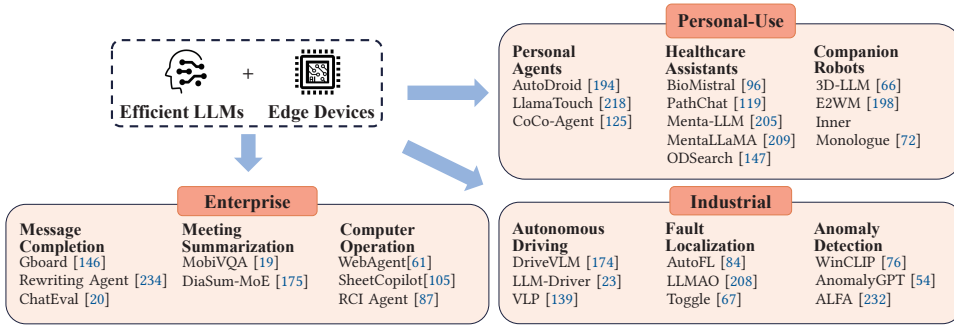 Efficient LLMs
+
Edge Devices
Personal-Use
Personal
Agents
AutoDroid [194]
LlamaTouch [218]
CoCo-Agent [125]
Healthcare
Assistants
BioMistral [96]
PathChat [119]
Menta-LLM [205]
MentaLLaMA [209]
ODSearch [147]
Companion
Robots
3D-LLM [66]
E2WM [198]
Inner
Monologue [72]
Enterprise
Message
Completion
Gboard [146]
Rewriting Agent [234]
ChatEval [20]
Meeting
Summarization
MobiVQA [19]
DiaSum-MoE [175]
Computer
Operation
WebAgent[61]
SheetCopilot[105]
RCI Agent [87]
Industrial
Autonomous
Driving
DriveVLM [174]
LLM-Driver [23]
VLP [139]
Fault
Localization
AutoFL [84]
LLMAO [208]
Toggle [67]
Anomaly
Detection
WinCLIP [76]
AnomalyGPT [54]
ALFA [232]